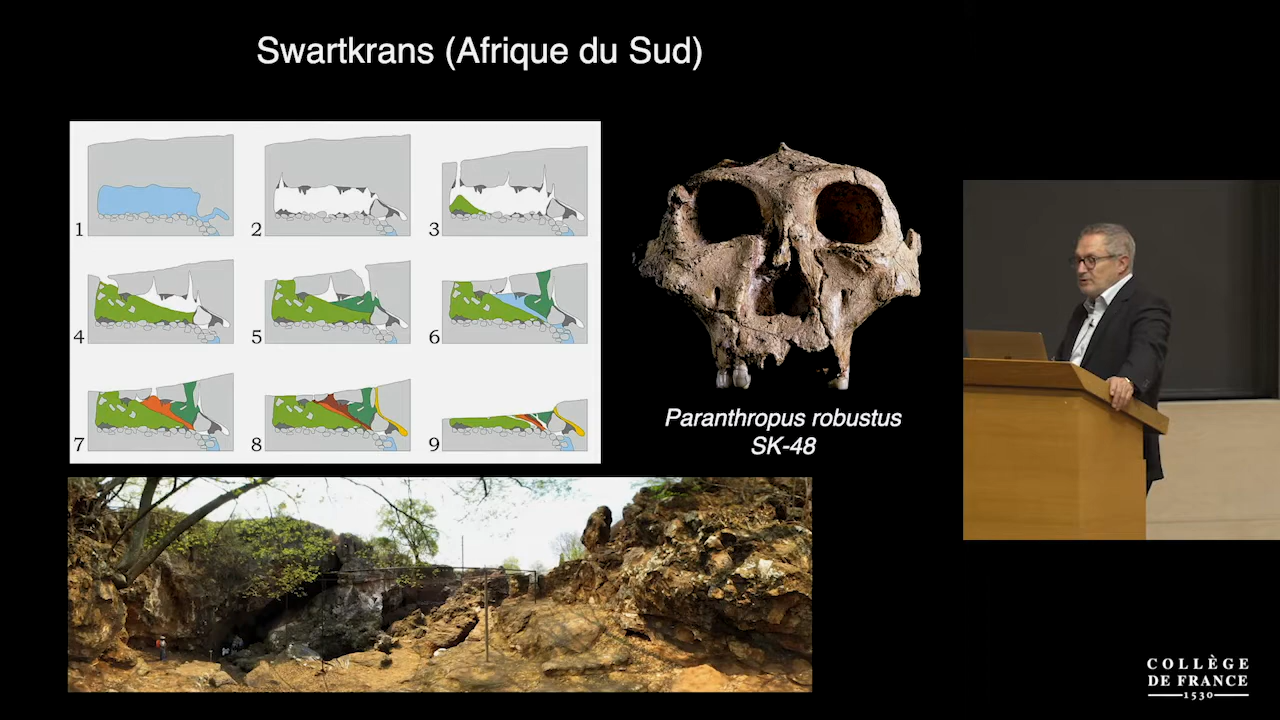 Swartkrans (Afrique du Sud)
1
2
3
4
5
6
7
8
9
Paranthropus robustus
SK-48
COLLÈGE
DE FRANCE
1530